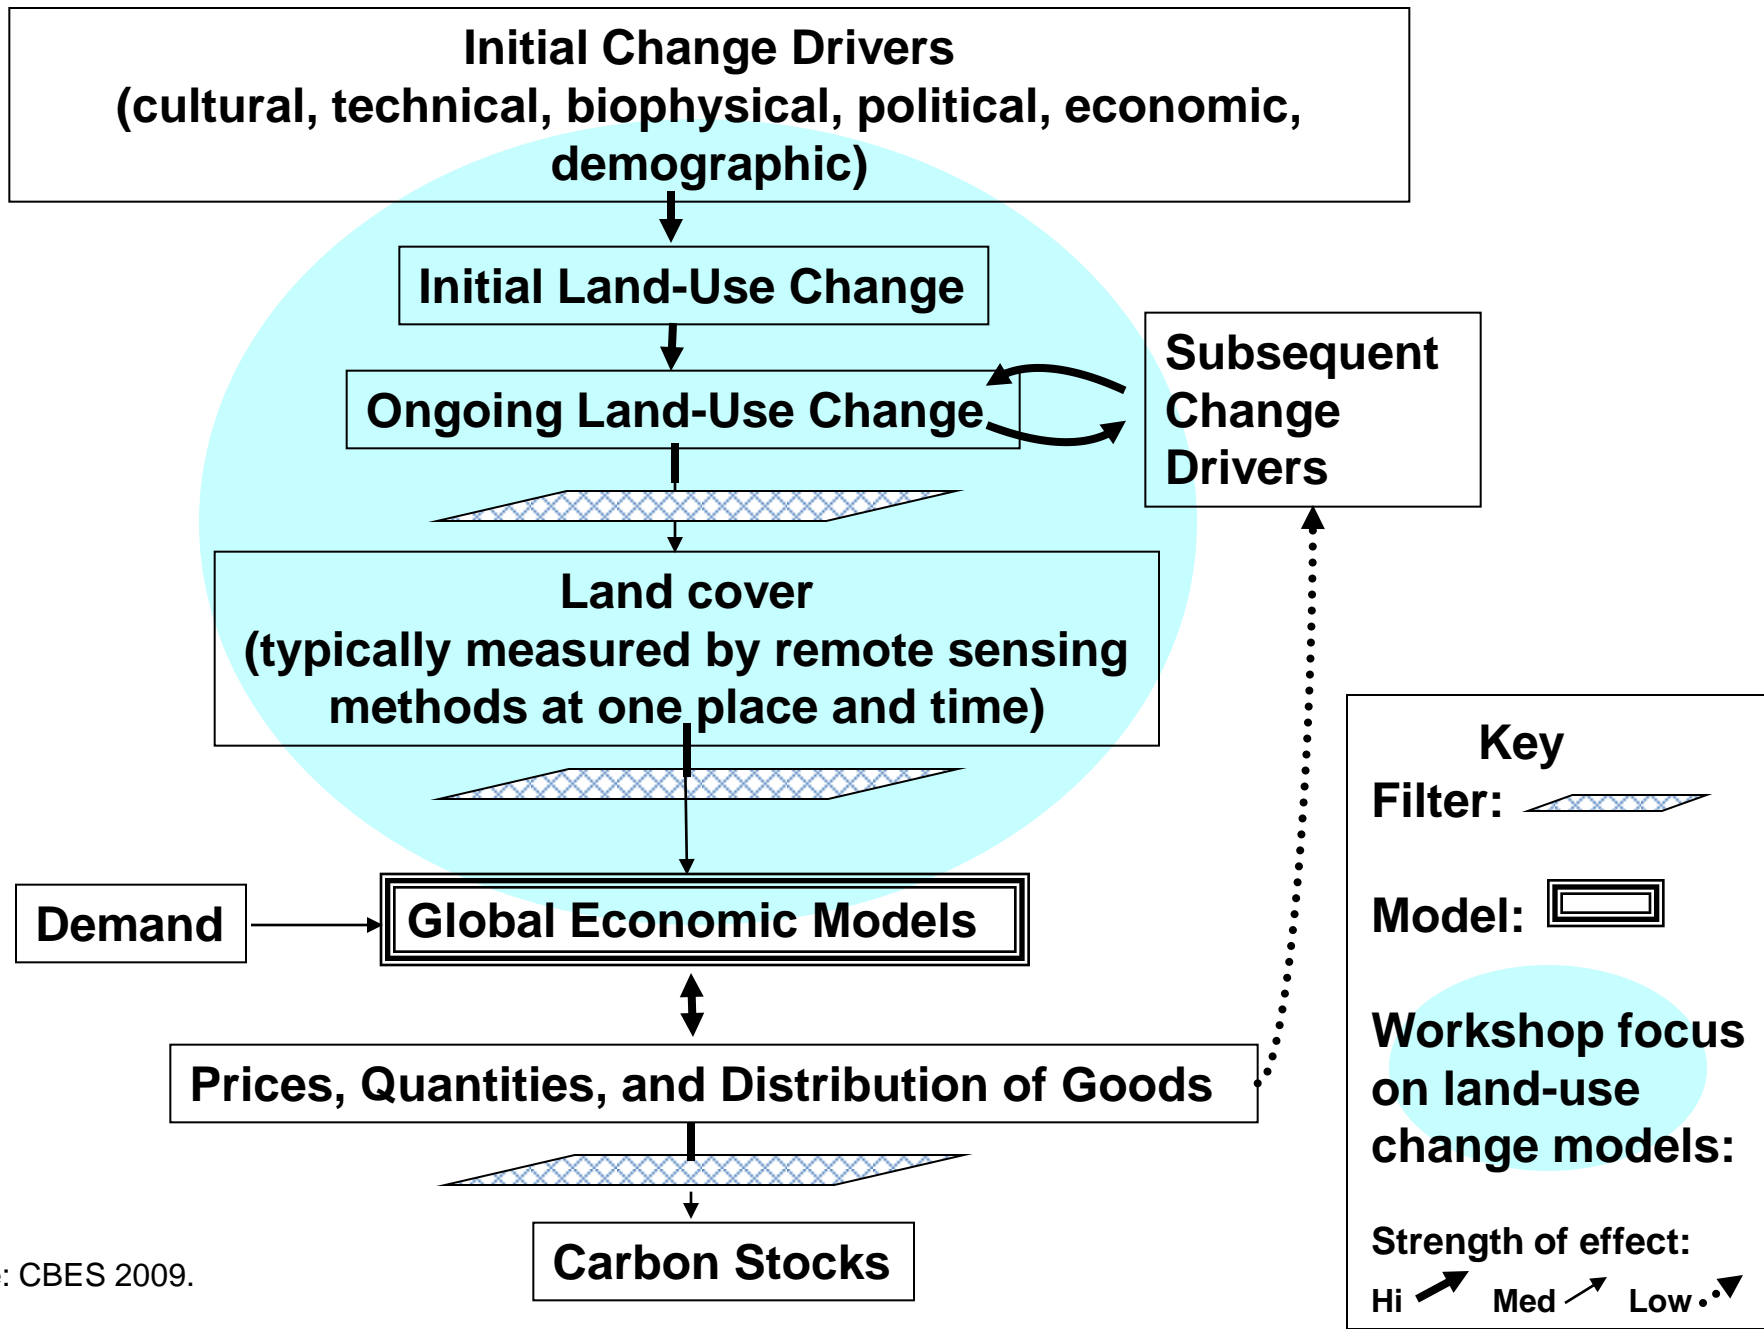 Initial Change Drivers
(cultural, technical, biophysical, political, economic,
demographic)
Initial Land-Use Change
Ongoing Land-Use Change
Subsequent
Change
Drivers
Land cover
(typically measured by remote sensing
methods at one place and time)
Demand
Global Economic Models
Prices, Quantities, and Distribution of Goods
Carbon Stocks
: CBES 2009.
Key
Filter:
Model:
Workshop focus
on land-use
change models:
Strength of effect:
Hi Med Low